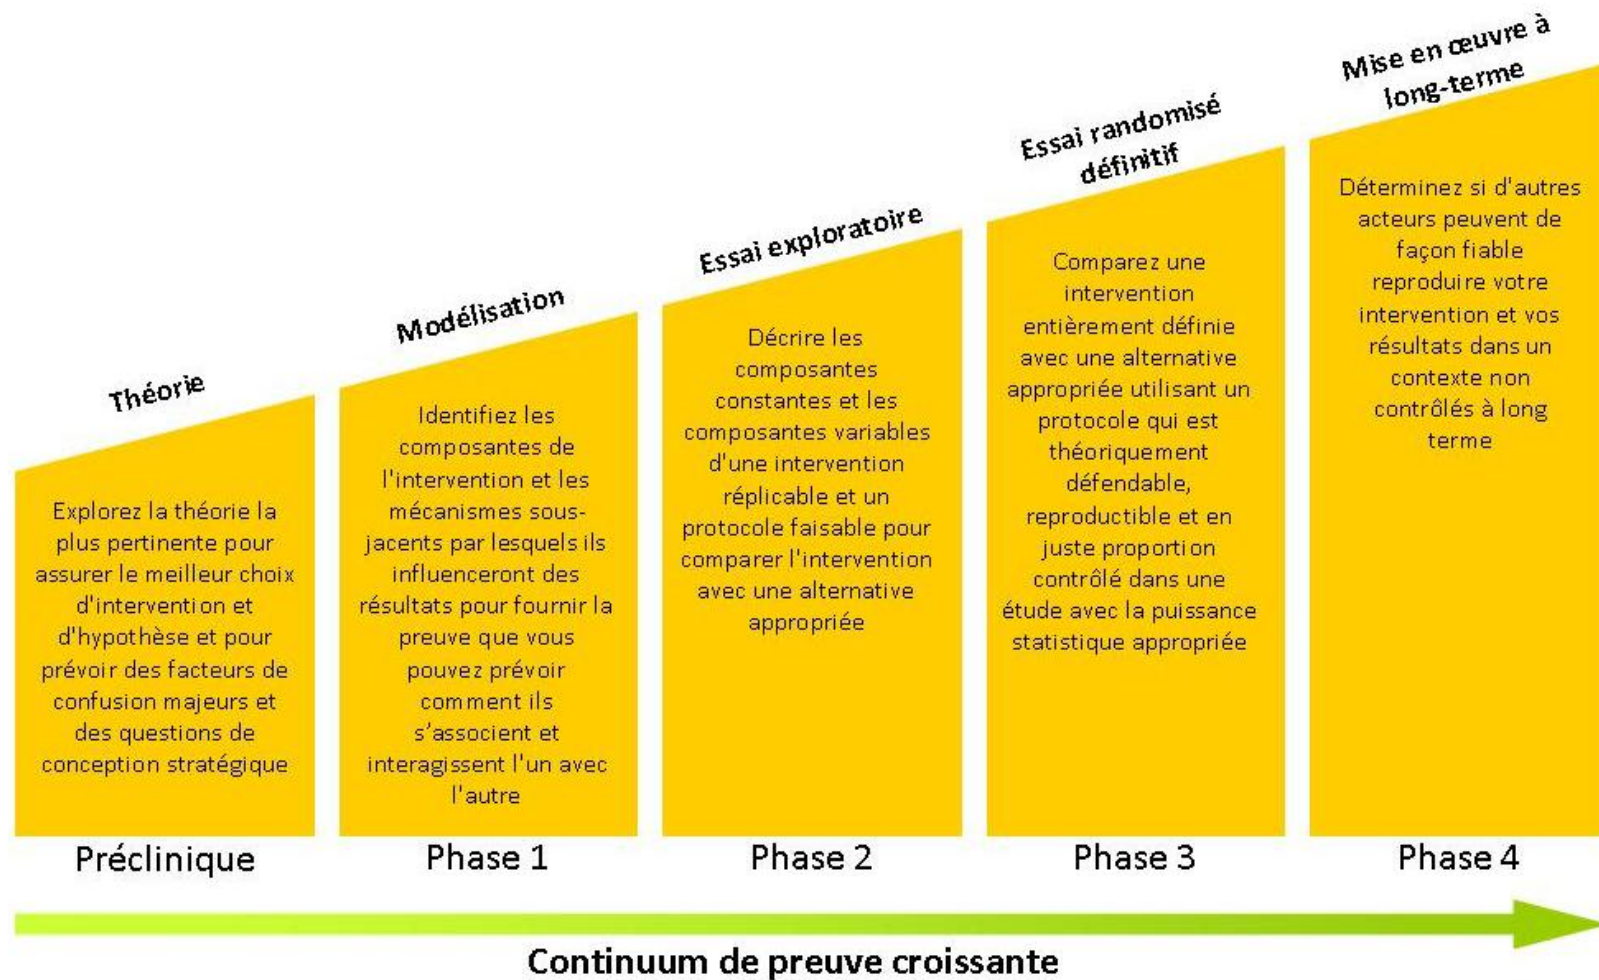 Théorie
Explorez la théorie la
plus pertinente pour
assurer le meilleur choix
d'intervention et
d'hypothèse et pour
prévoir des facteurs de
confusion majeurs et
des questions de
conception stratégique
Préclinique
Modélisation
Identifiez les
composantes de
l'intervention et les
mécanismes sous-
jacents par lesquels ils
influenceront des
résultats pour fournir la
preuve que vous
pouvez prévoir
comment ils
s’associent et
interagissent l'un avec
l'autre
Phase 1
Essai exploratoire
Décrire les
composantes
constantes et les
composantes variables
d'une intervention
réplicable et un
protocole faisable pour
comparer l'intervention
avec une alternative
appropriée
Phase 2
Essai randomisé
définitif
Comparez une
intervention
entièrement définie
avec une alternative
appropriée utilisant un
protocole qui est
théoriquement
défendable,
reproductible et en
juste proportion
contrôlé dans une
étude avec la puissance
statistique appropriée
Phase 3
Mise en œuvre à
long-terme
Déterminez si d'autres
acteurs peuvent de
façon fiable
reproduire votre
intervention et vos
résultats dans un
contexte non
contrôlés à long
terme
Phase 4
Continuum de preuve croissante